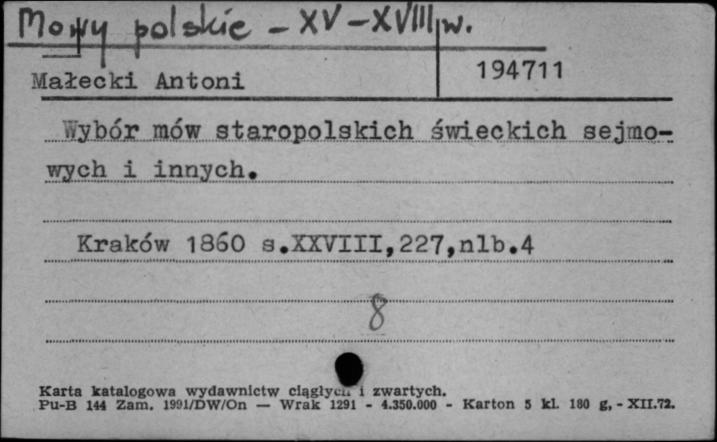 Mowy polskie - XV-XVIII w.
Małecki Antoni
194711
Wybór mów staropolskich świeckich sejmo-
wych i innych.
Kraków 1860 s.XXVIII,227,nlb.4
8
Karta katalogowa wydawnictw ciągłych i zwartych.
Pu-B 144 Zam. 1991/DW/On — Wrak 1291 - 4.350.000 - Karton 5 kl. 180 g, - XII.72.